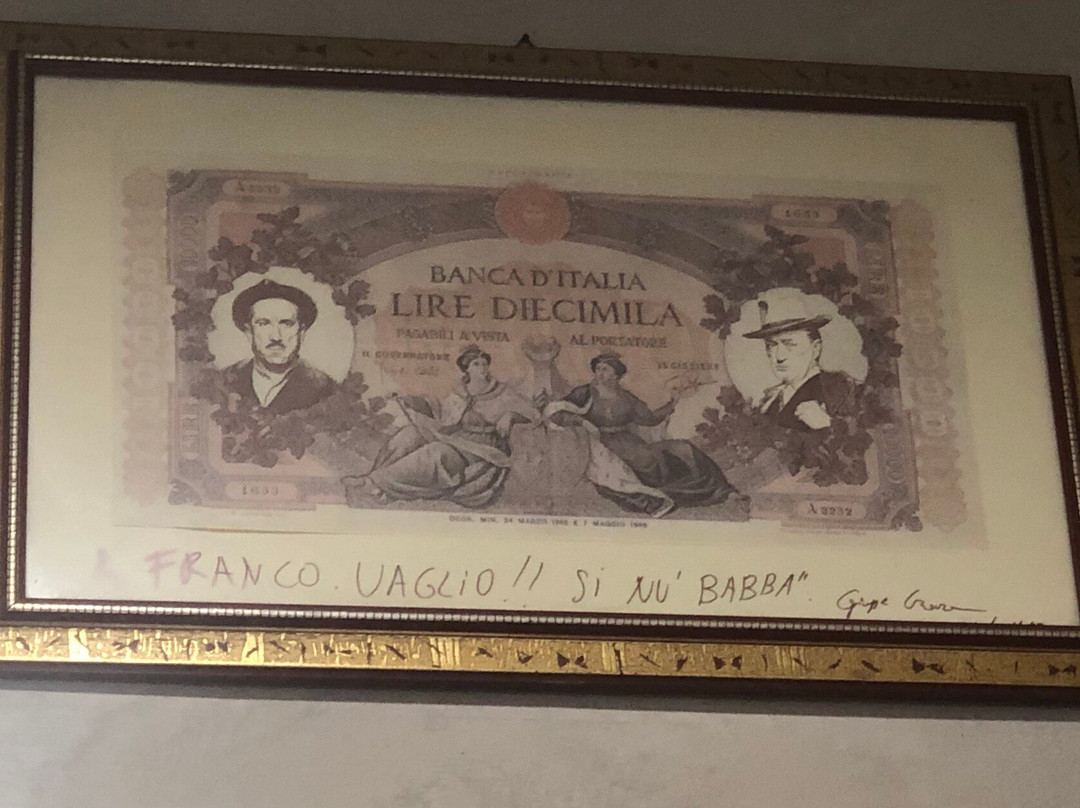 1653
BANCA D'ITALIA
LIRE DIECIMILA
PAGABILI A VISTA AL PORTATORE
IL GOVERNATORE IL CASSIERE
1653
A 2232
FRANCO. UAGLIO!! SI NU' BABBA"